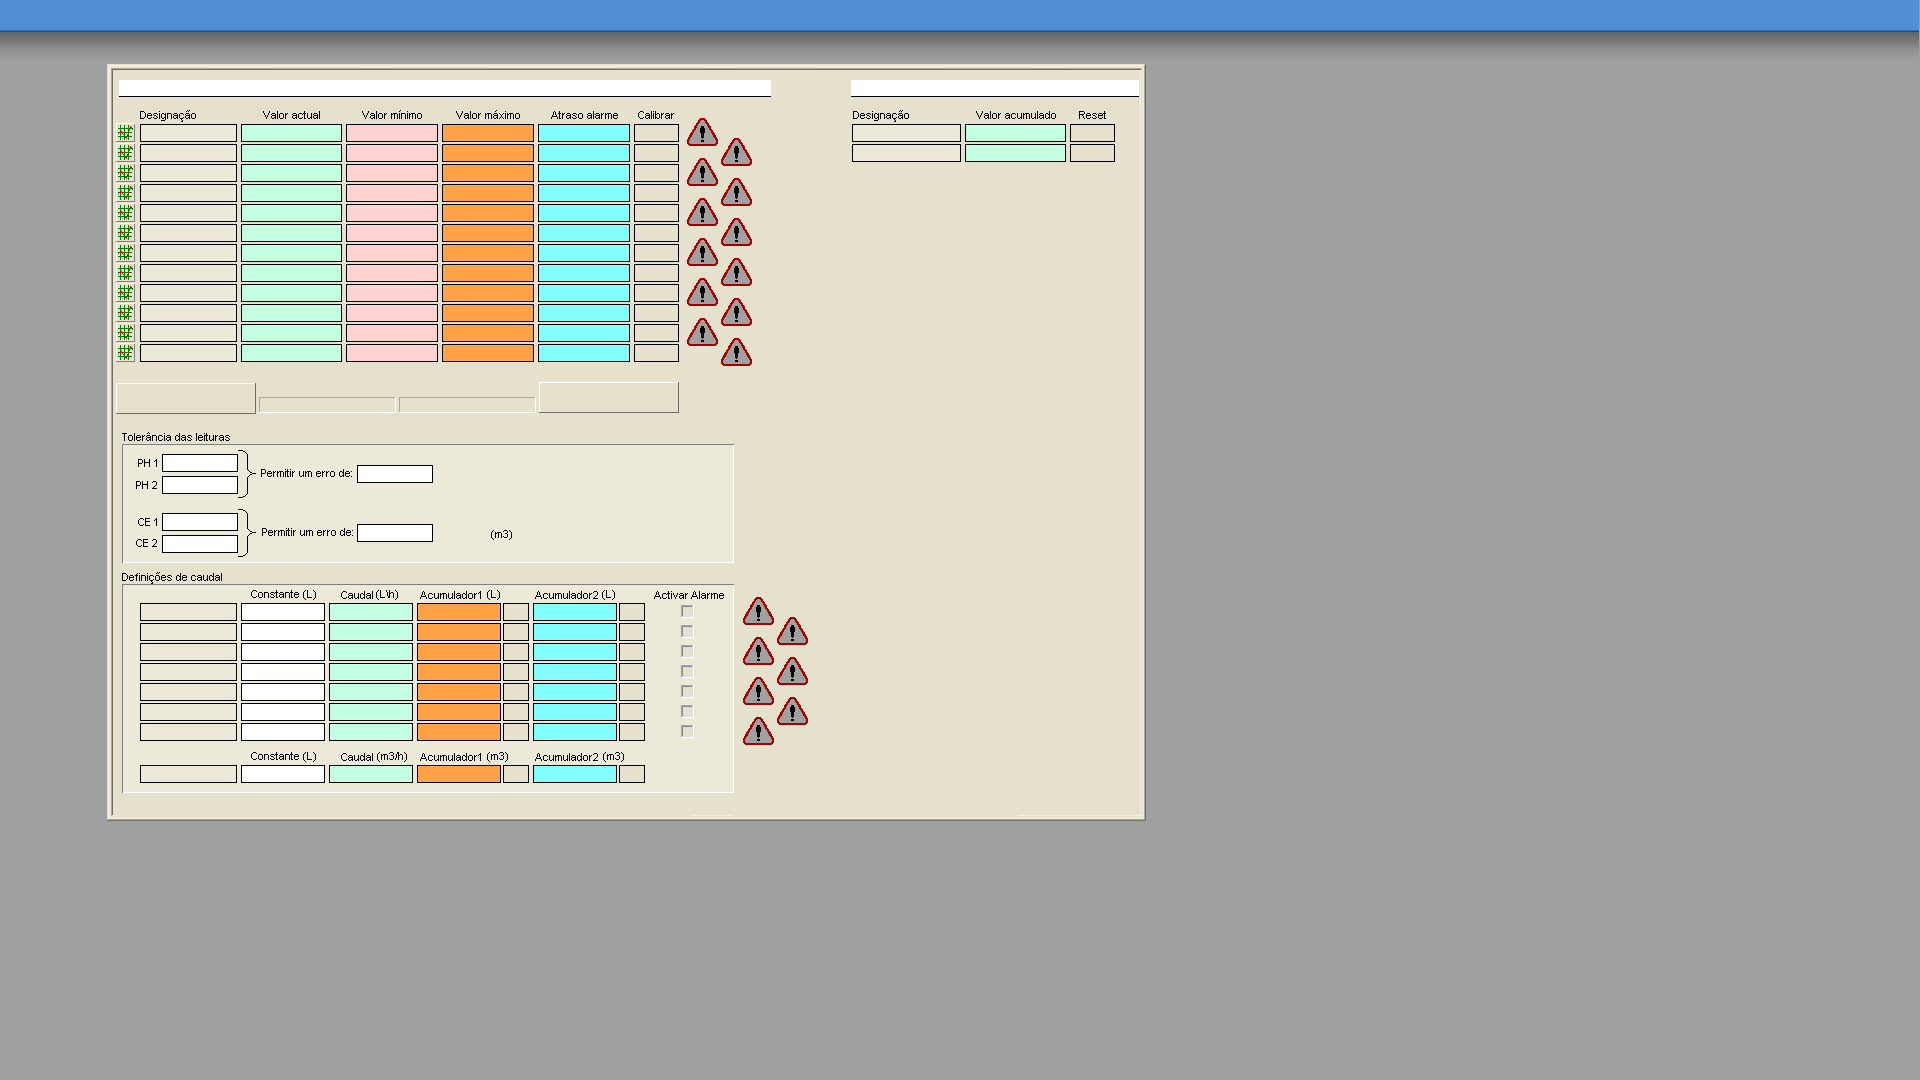 Designação Valor actual Valor mínimo Valor máximo Atraso alarme Calibrar
Designação Valor acumulado Reset
Tolerância das leituras
PH 1
PH 2
Permitir um erro de:
CE 1
CE 2
Permitir um erro de:
(m3)
Definições de caudal
Constante (L) Caudal (L\h) Acumulador1 (L) Acumulador2 (L) Activar Alarme
Constante (L) Caudal (m3/h) Acumulador1 (m3) Acumulador2 (m3)